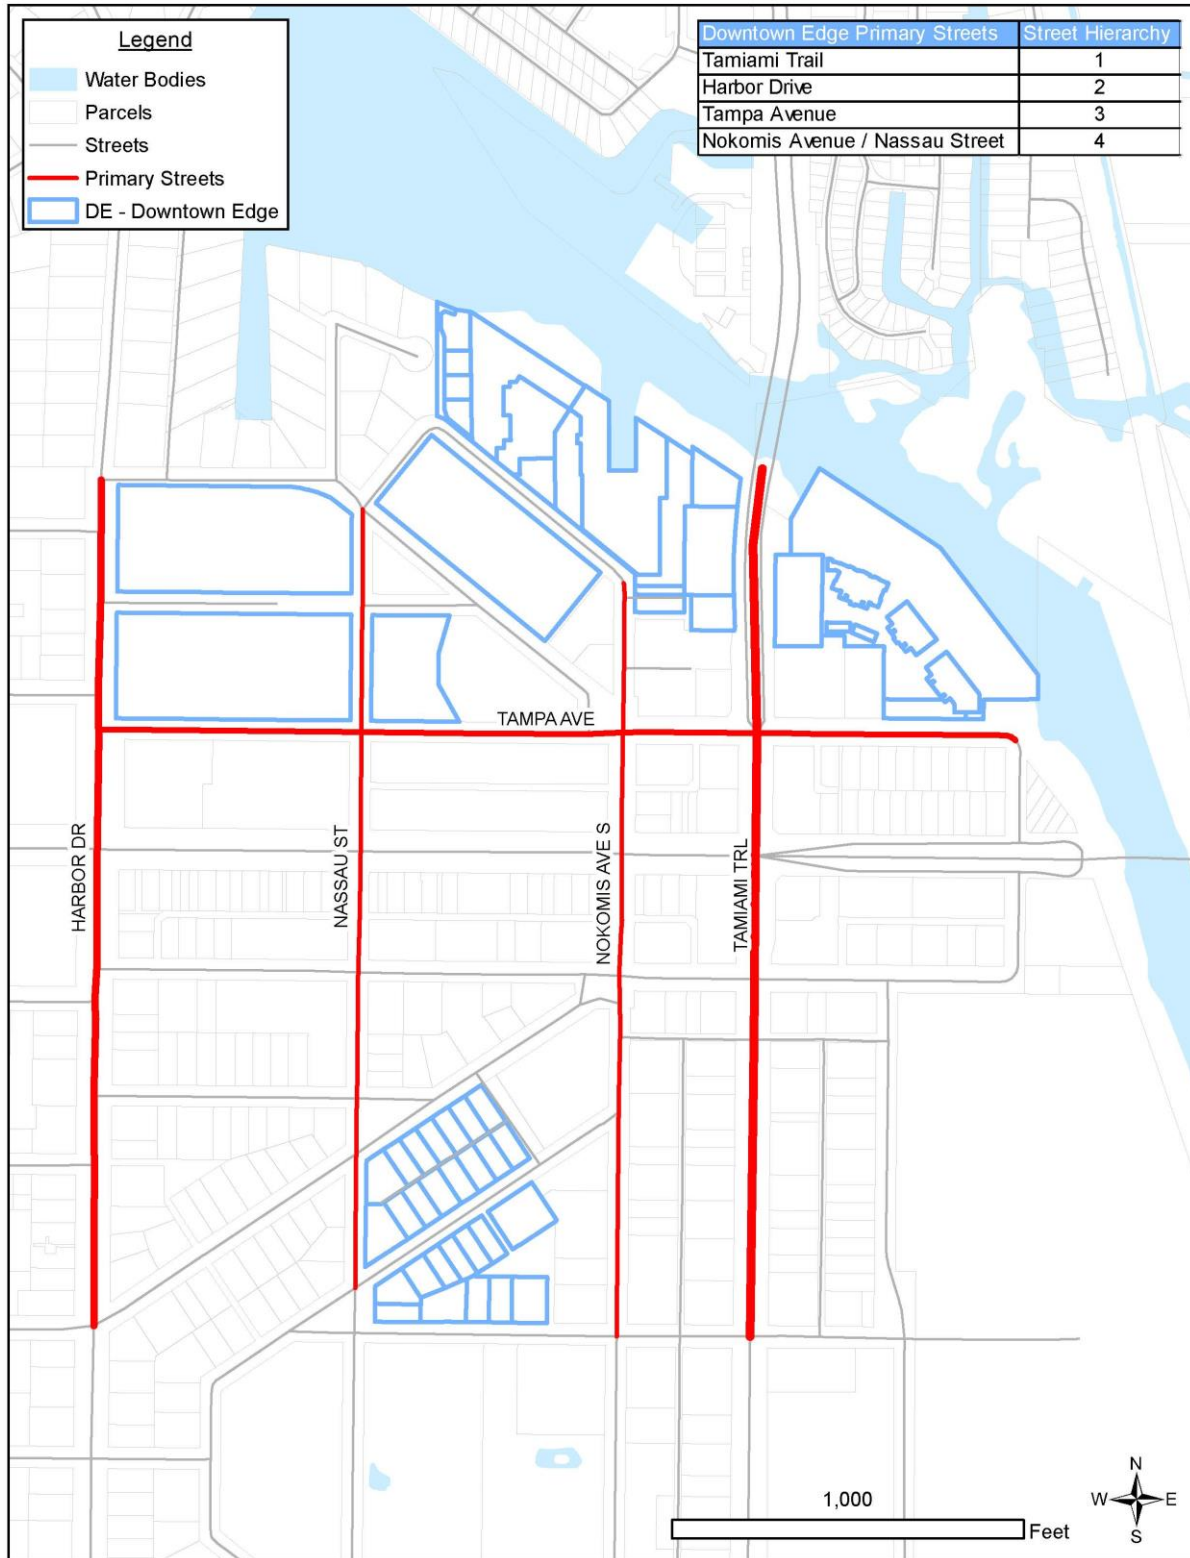 Legend
Water Bodies
Parcels
Streets
Primary Streets
DE - Downtown Edge
Downtown Edge Primary Streets Street Hierarchy
Tamiami Trail 1
Harbor Drive 2
Tampa Avenue 3
Nokomis Avenue / Nassau Street 4
TAMPA AVE
HARBOR DR
NASSAU ST
NOKOMIS AVE S
TAMIAMI TRL
1,000
Feet
N
W E
S